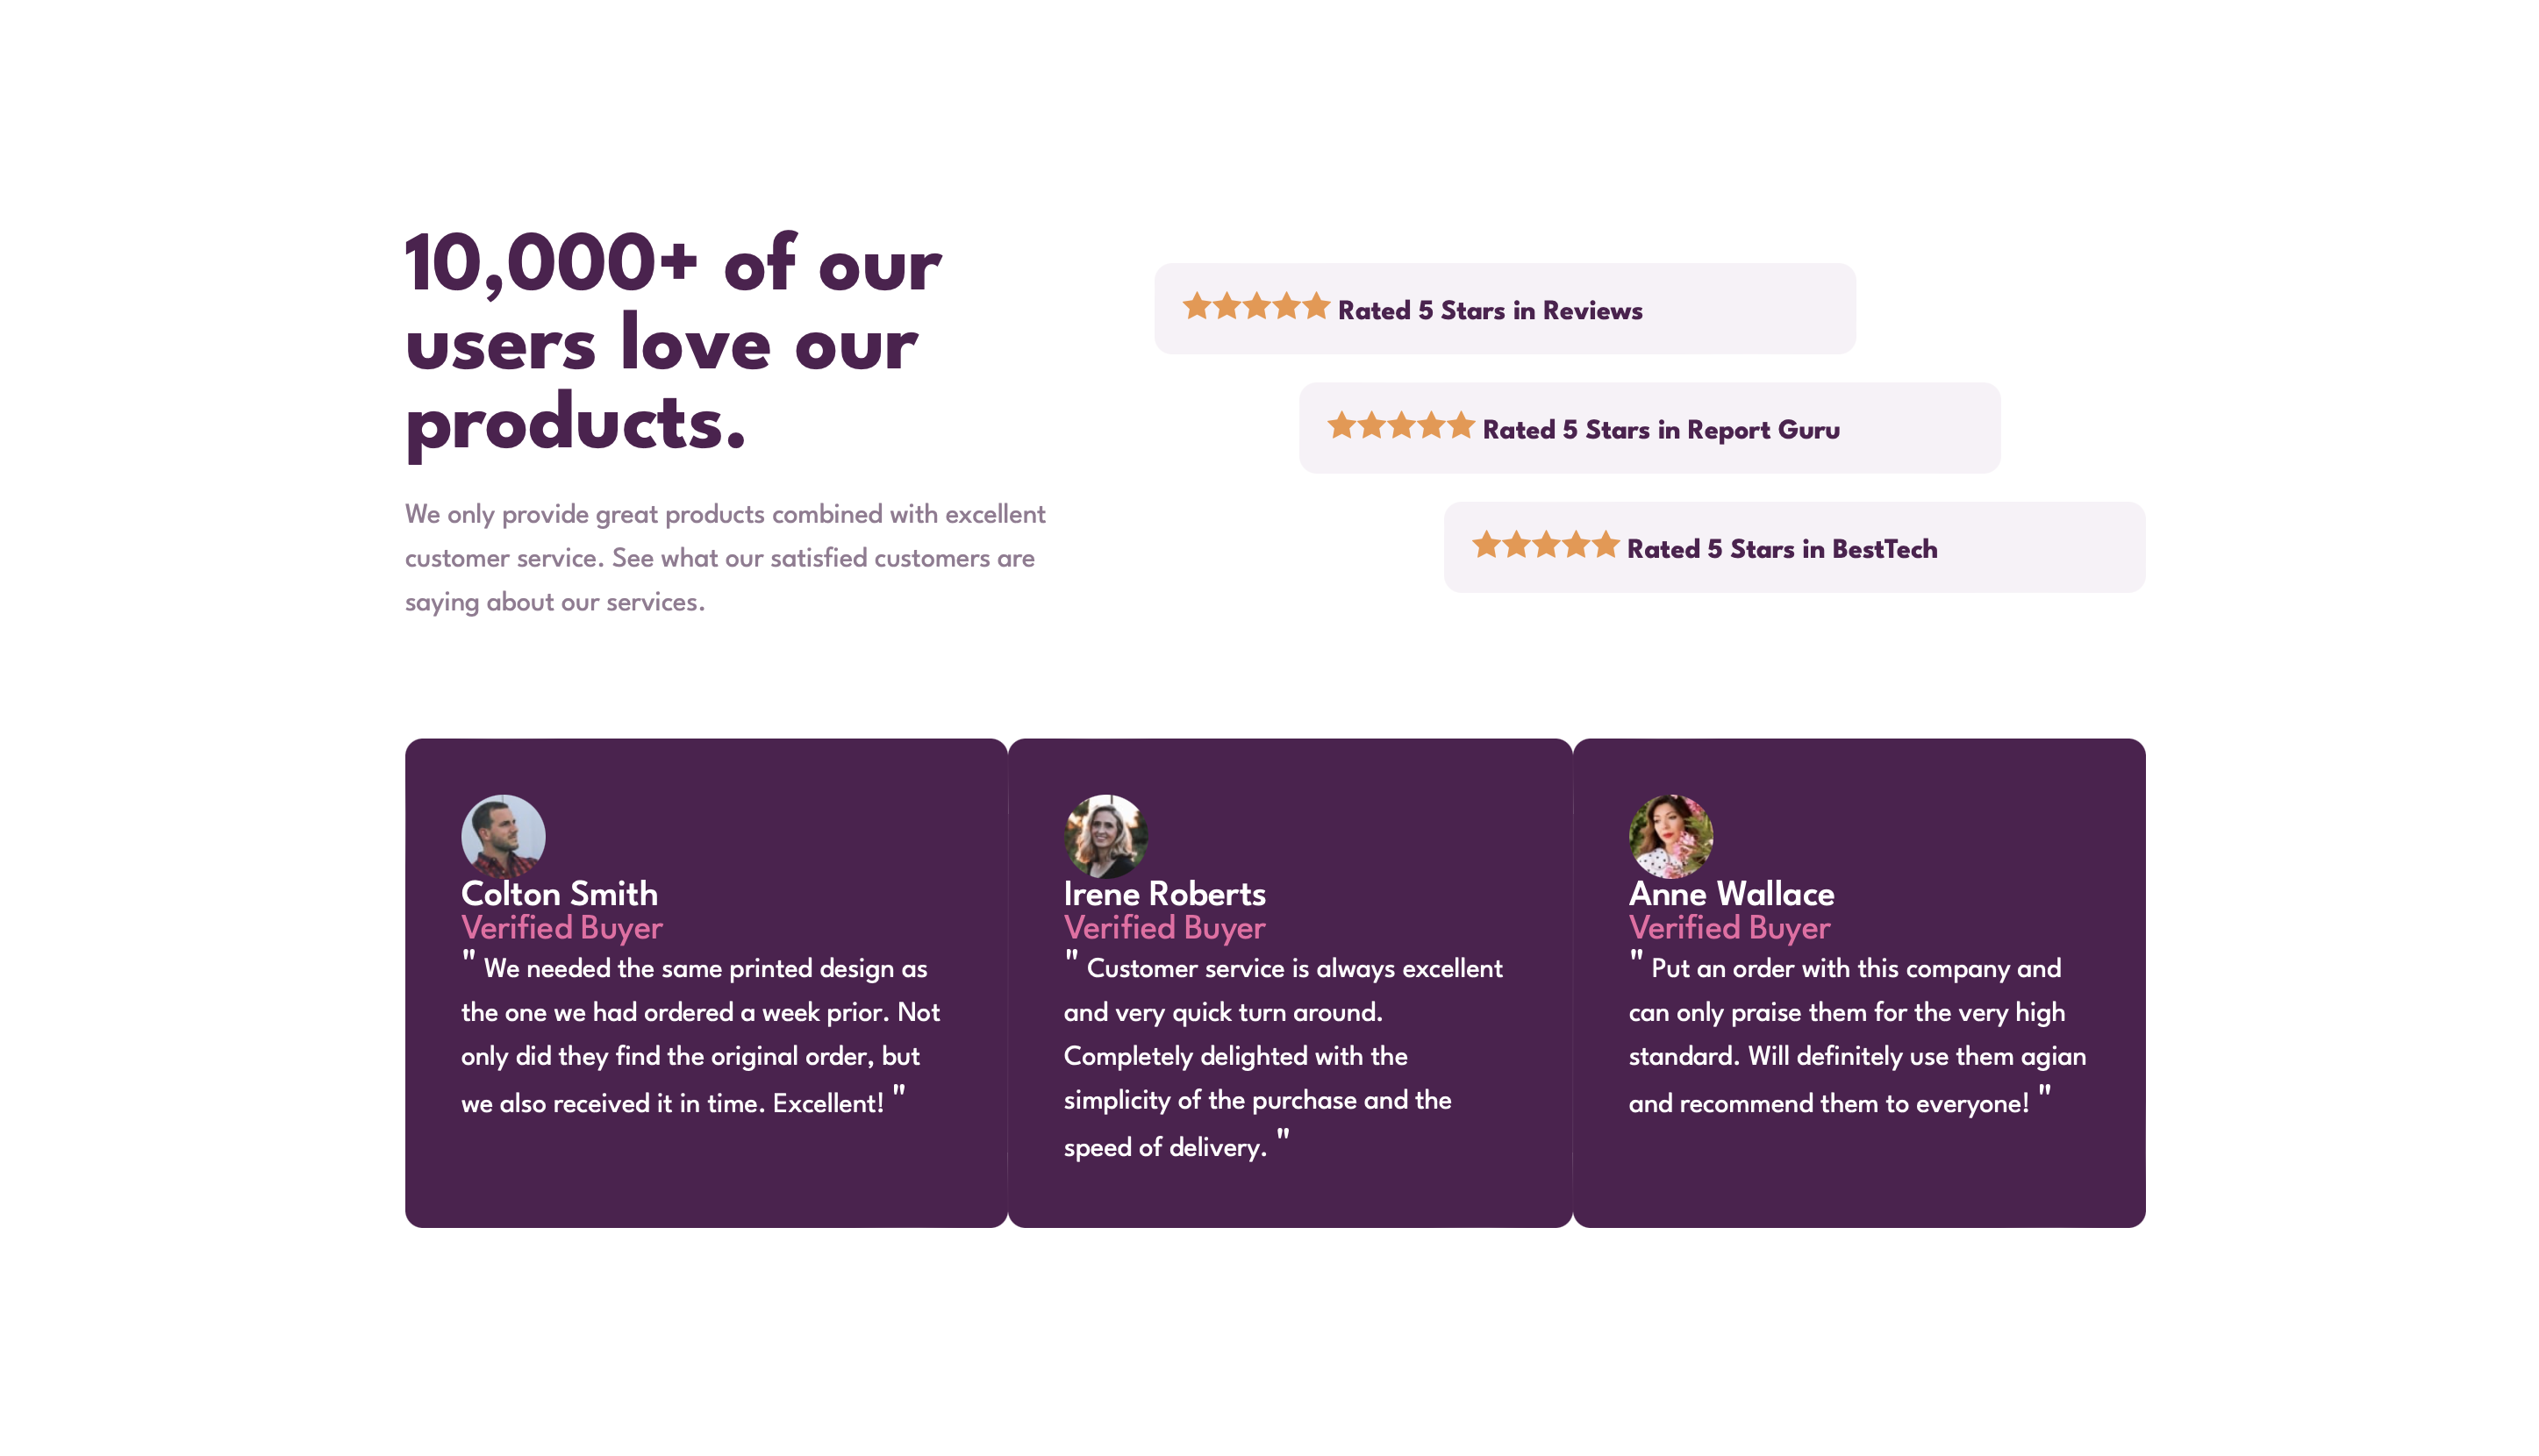 10,000+ of our
users love our
products.
We only provide great products combined with excellent
customer service. See what our satisfied customers are
saying about our services.
Rated 5 Stars in Reviews
Rated 5 Stars in Report Guru
Rated 5 Stars in BestTech
Colton Smith
Verified Buyer
" We needed the same printed design as
the one we had ordered a week prior. Not
only did they find the original order, but
we also received it in time. Excellent! "
Irene Roberts
Verified Buyer
" Customer service is always excellent
and very quick turn around.
Completely delighted with the
simplicity of the purchase and the
speed of delivery. "
Anne Wallace
Verified Buyer
" Put an order with this company and
can only praise them for the very high
standard. Will definitely use them agian
and recommend them to everyone! "